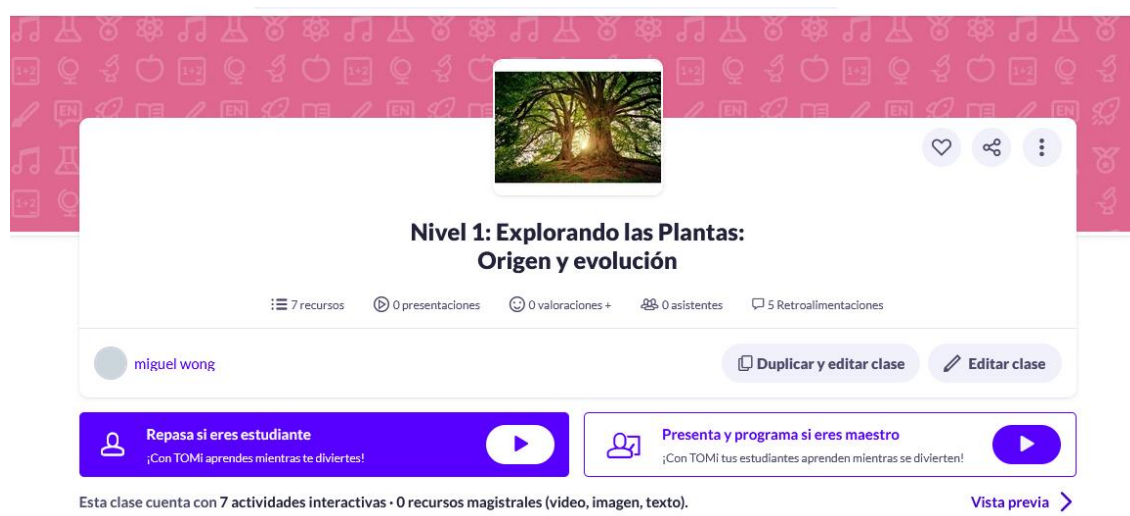 Nivel 1: Explorando las Plantas:
Origen y evolución
7 recursos 0 presentaciones 0 valoraciones + 0 asistentes 5 Retroalimentaciones
miguel wong Duplicar y editar clase Editar clase
Repasa si eres estudiante
¡Con TOMi aprendes mientras te diviertes!
Presenta y programa si eres maestro
¡Con TOMi tus estudiantes aprenden mientras se divierten!
Esta clase cuenta con 7 actividades interactivas · 0 recursos magistrales (video, imagen, texto). Vista previa